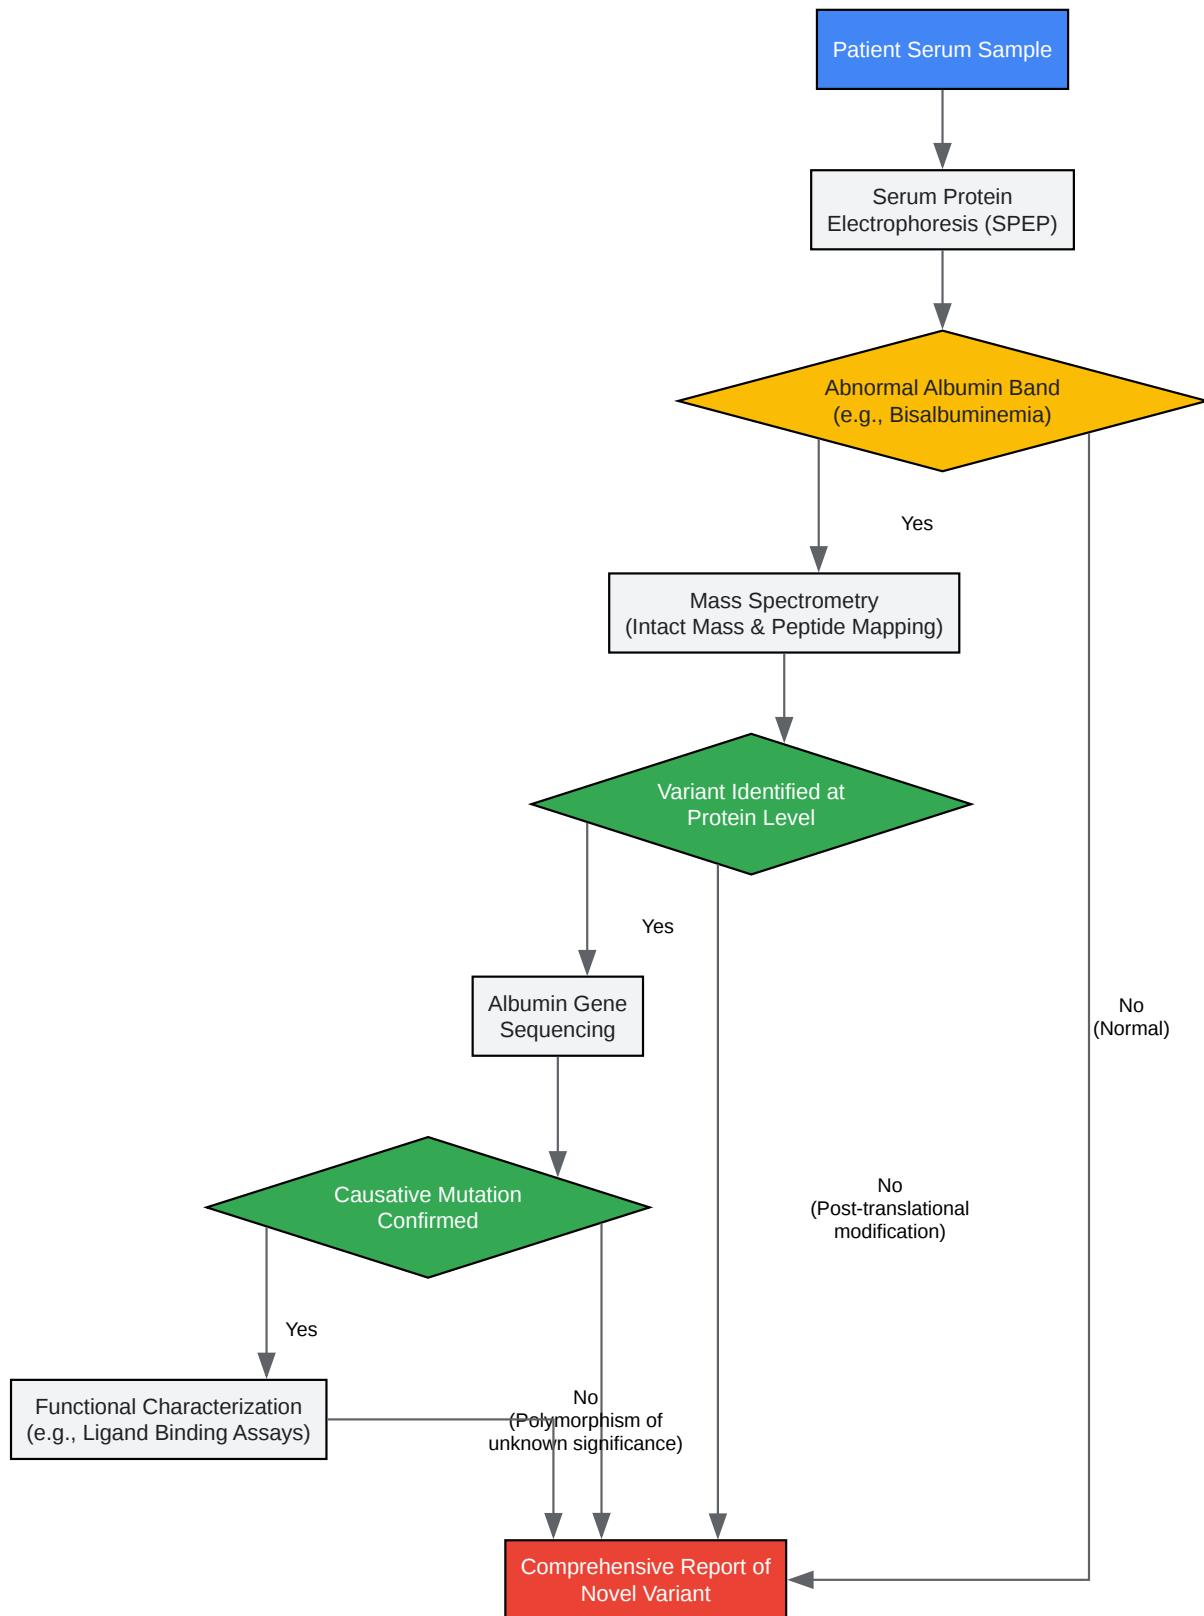 Patient Serum Sample
Serum Protein
Electrophoresis (SPEP)
Abnormal Albumin Band
(e.g., Bisalbuminemia)
Yes
Mass Spectrometry
(Intact Mass & Peptide Mapping)
Variant Identified at
Protein Level
Yes
Albumin Gene
Sequencing
No
(Normal)
No
(Post-translational
modification)
Causative Mutation
Confirmed
Yes
Functional Characterization
(e.g., Ligand Binding Assays)
No
(Polymorphism of
unknown significance)
Comprehensive Report of
Novel Variant